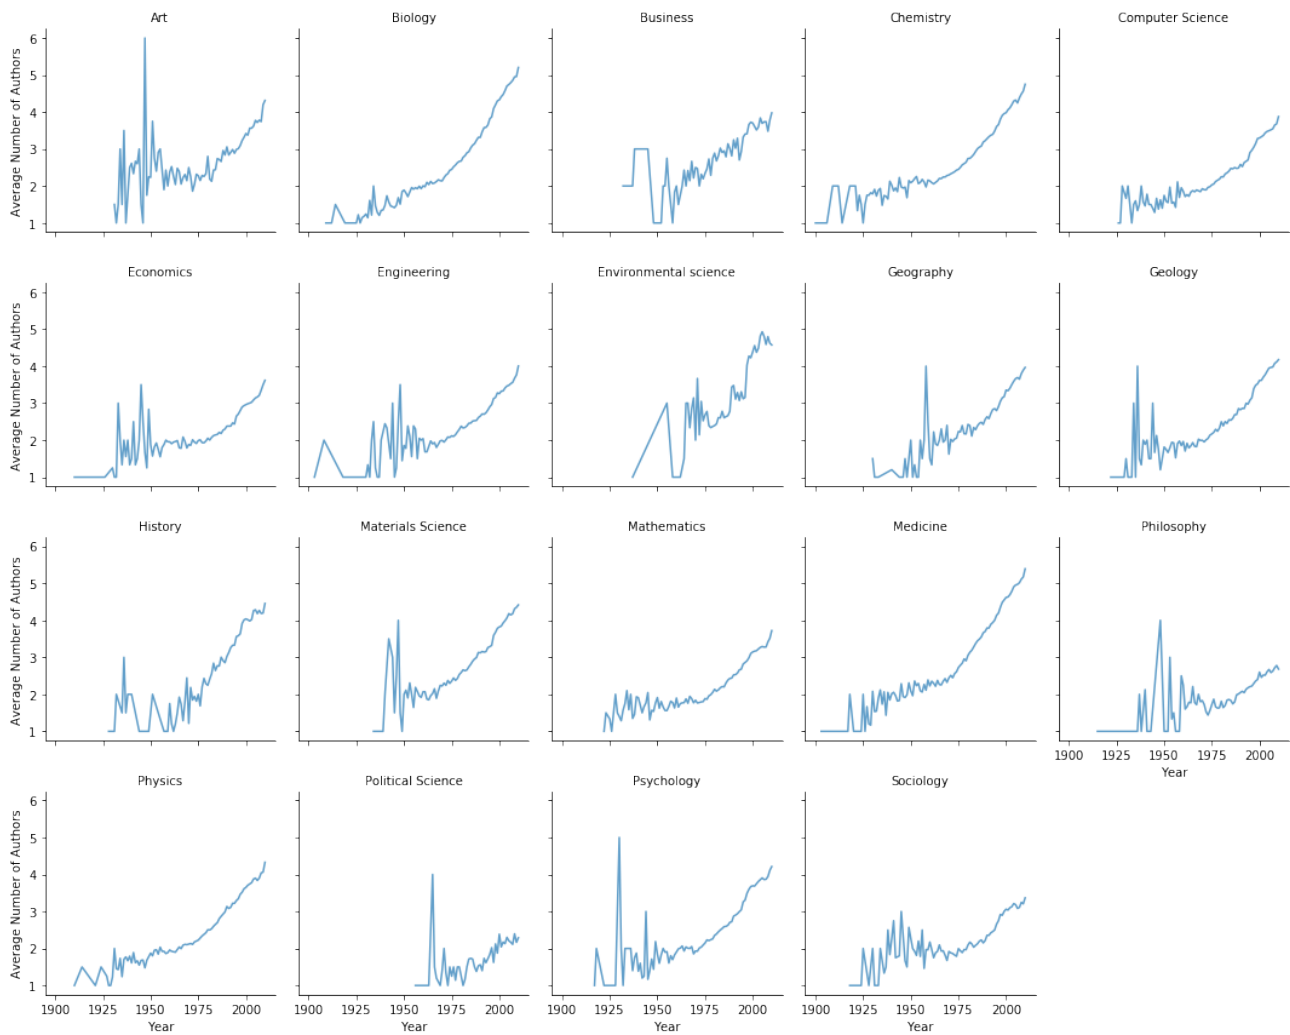 Art Biology Business Chemistry Computer Science
Average Number of Authors
6
5
4
3
2
1
Economics Engineering Environmental science Geography Geology
Average Number of Authors
6
5
4
3
2
1
History Materials Science Mathematics Medicine Philosophy
Average Number of Authors
6
5
4
3
2
1
1900 1925 1950 1975 2000
Year
Physics Political Science Psychology Sociology
Average Number of Authors
6
5
4
3
2
1
1900 1925 1950 1975 2000 1900 1925 1950 1975 2000 1900 1925 1950 1975 2000 1900 1925 1950 1975 2000
Year Year Year Year